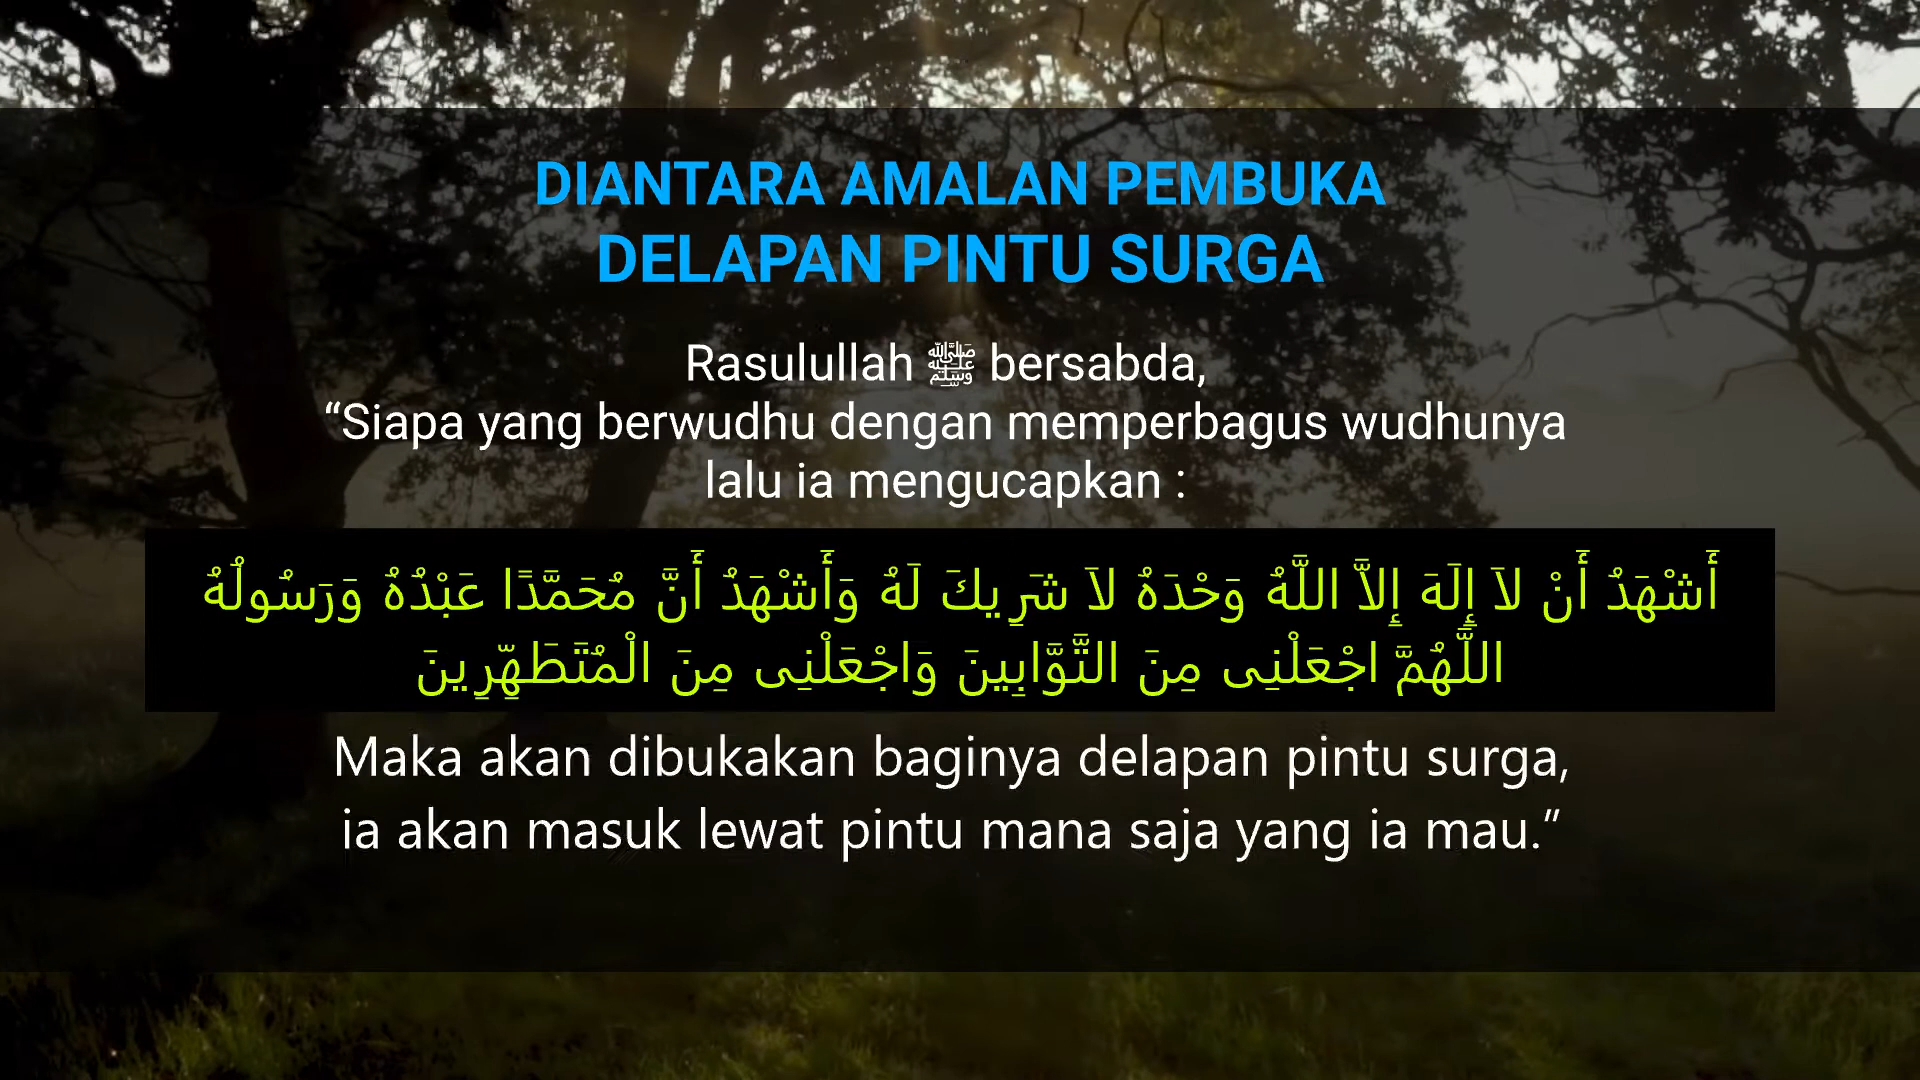 DIANTARA AMALAN PEMBUKA
DELAPAN PINTU SURGA
Rasulullah ﷺ bersabda,
“Siapa yang berwudhu dengan memperbagus wudhunya
lalu ia mengucapkan :
أَشْهَدُ أَنْ لاَ إِلَهَ إِلاَّ اللَّهُ وَحْدَهُ لاَ شَرِيكَ لَهُ وَأَشْهَدُ أَنَّ مُحَمَّدًا عَبْدُهُ وَرَسُولُهُ
اللَّهُمَّ اجْعَلْنِى مِنَ التَّوَّابِينَ وَاجْعَلْنِى مِنَ الْمُتَطَهِّرِينَ
Maka akan dibukakan baginya delapan pintu surga,
ia akan masuk lewat pintu mana saja yang ia mau.”